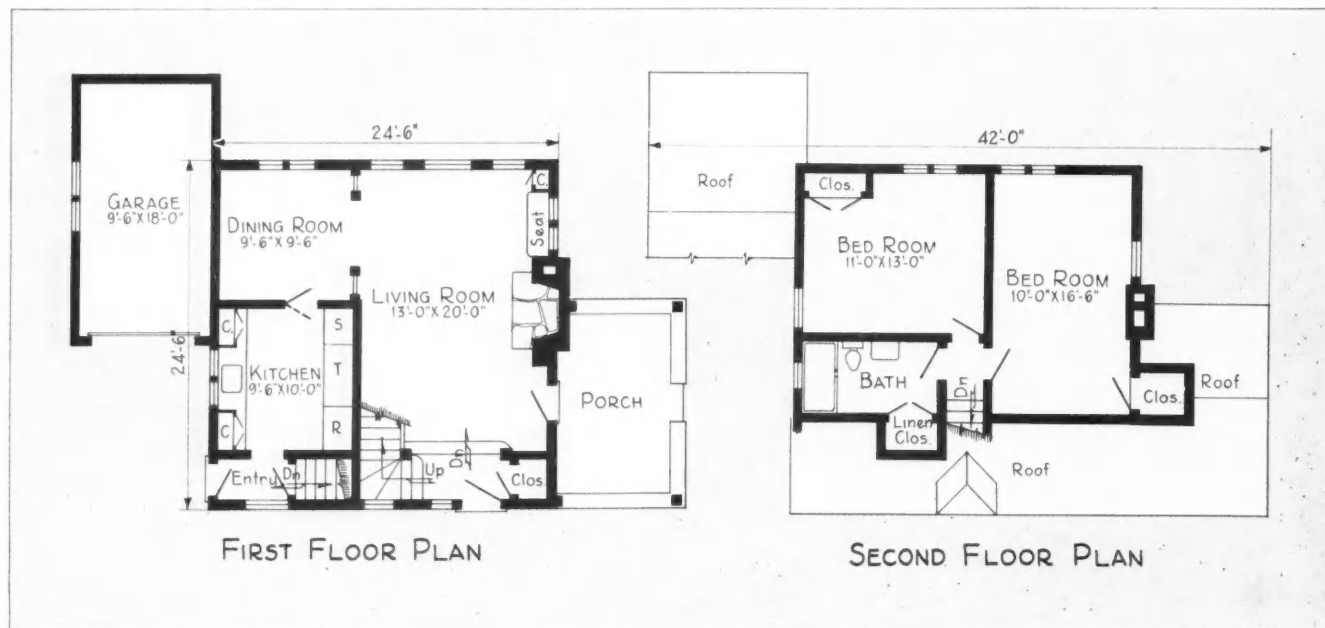 24'-6"
GARAGE
9'-6"X18'-0"
DINING ROOM
9'-6"X 9'-6"
C.
Seat
LIVING ROOM
13'-0"X 20'-0"
24'-6"
C.
S
T
R
KITCHEN
9'-6"X10'-0"
C
PORCH
Entry
Dn
Up
Dn
Clos.
FIRST FLOOR PLAN
42'-0"
Roof
Clos.
BED ROOM
11'-0"X13'-0"
BED ROOM
10'-0"X16'-6"
BATH
Linen
Clos.
Dn
Clos.
Roof
Roof
SECOND FLOOR PLAN